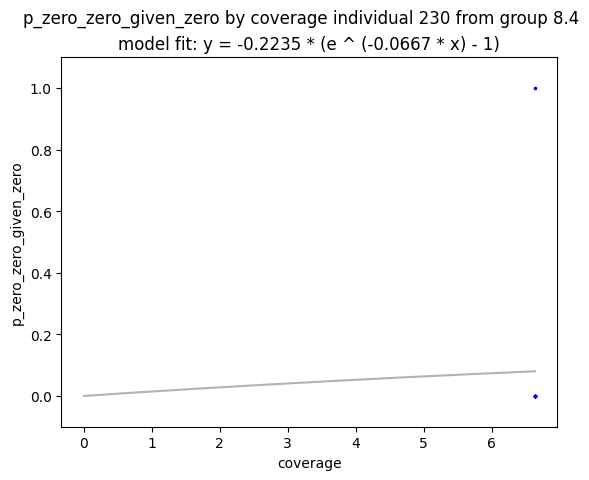 p_zero_zero_given_zero by coverage individual 230 from group 8.4
model fit: y = -0.2235 * (e ^ (-0.0667 * x) - 1)
p_zero_zero_given_zero
1.0
0.8
0.6
0.4
0.2
0.0
0 1 2 3 4 5 6
coverage